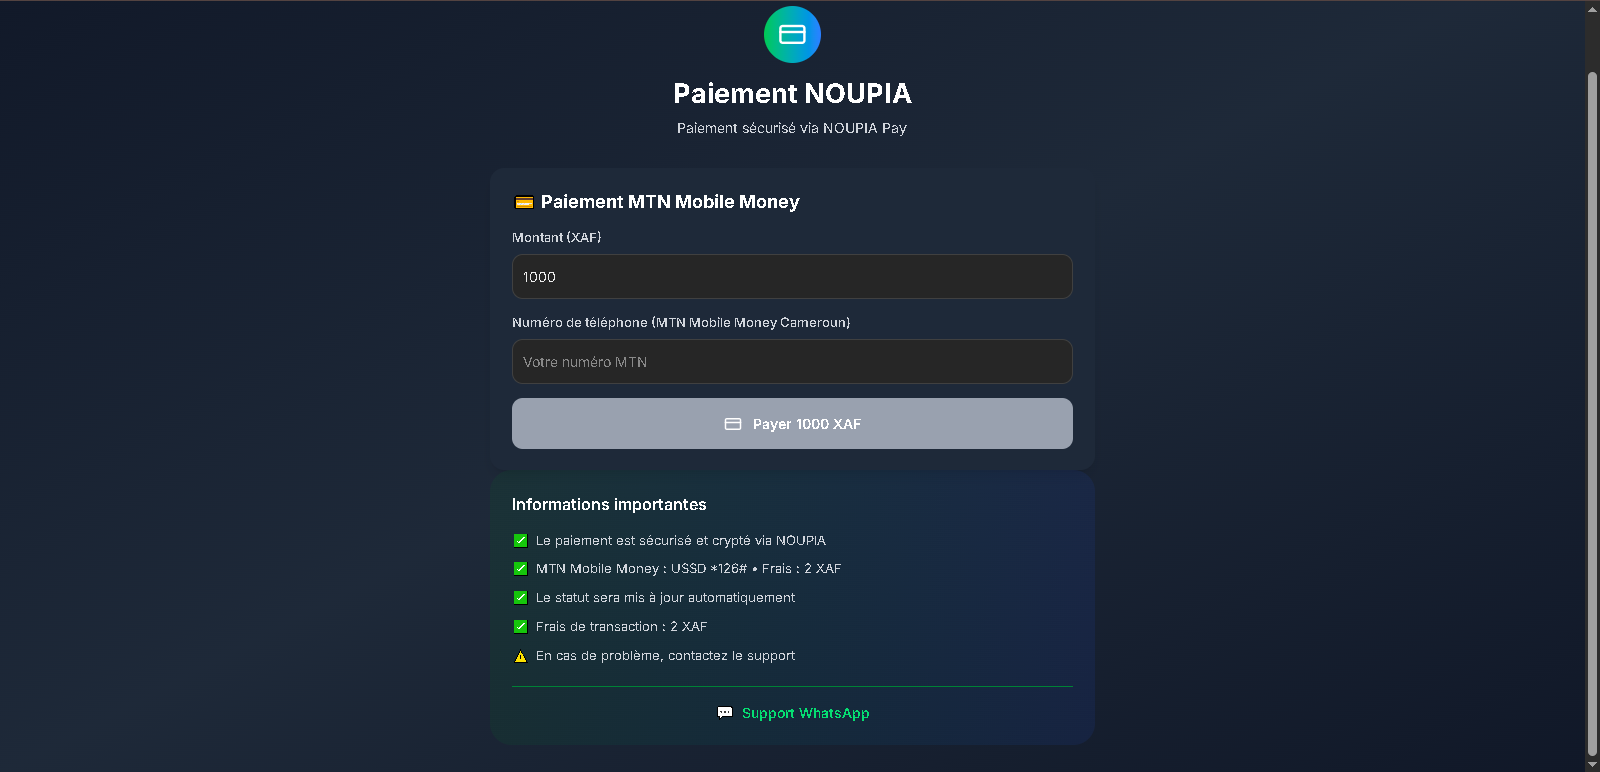 Paiement NOUPIA
Paiement sécurisé via NOUPIA Pay
Paiement MTN Mobile Money
Montant (XAF)
1000
Numéro de téléphone (MTN Mobile Money Cameroun)
Votre numéro MTN
Payer 1000 XAF
Informations importantes
Le paiement est sécurisé et crypté via NOUPIA
MTN Mobile Money : USSD *126# • Frais : 2 XAF
Le statut sera mis à jour automatiquement
Frais de transaction : 2 XAF
En cas de problème, contactez le support
Support WhatsApp